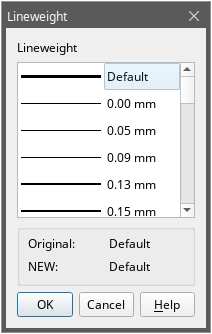 Lineweight
Lineweight
Default
0.00 mm
0.05 mm
0.09 mm
0.13 mm
0.15 mm
Original: Default
NEW: Default
OK Cancel Help